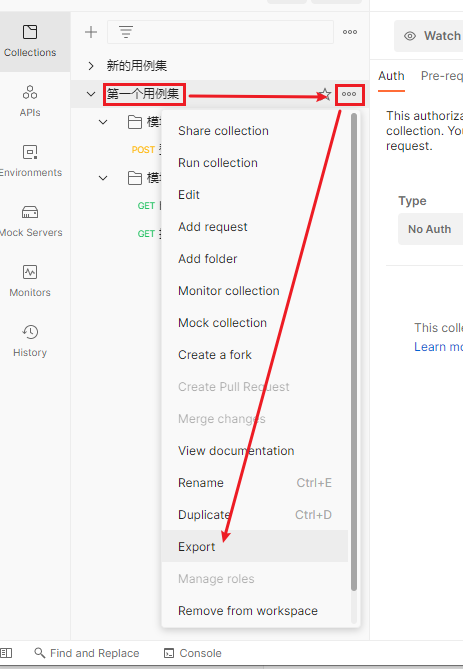 Collections
APIs
Environments
Mock Servers
Monitors
History
新的用例集
第一个用例集
模
POST
模
GET
GET
Share collection
Run collection
Edit
Add request
Add folder
Monitor collection
Mock collection
Create a fork
Create Pull Request
Merge changes
View documentation
Rename Ctrl+E
Duplicate Ctrl+D
Export
Manage roles
Remove from workspace
Watch
Auth Pre-req
This authoriza
collection. You
request.
Type
No Auth
This colle
Learn mo
Find and Replace Console